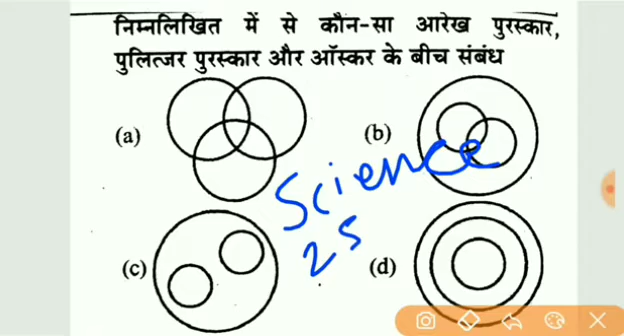 निम्नलिखित में से कौन-सा आरेख पुरस्कार,
पुलित्जर पुरस्कार और ऑस्कर के बीच संबंध
(a)
(b)
Science
25
(c)
(d)